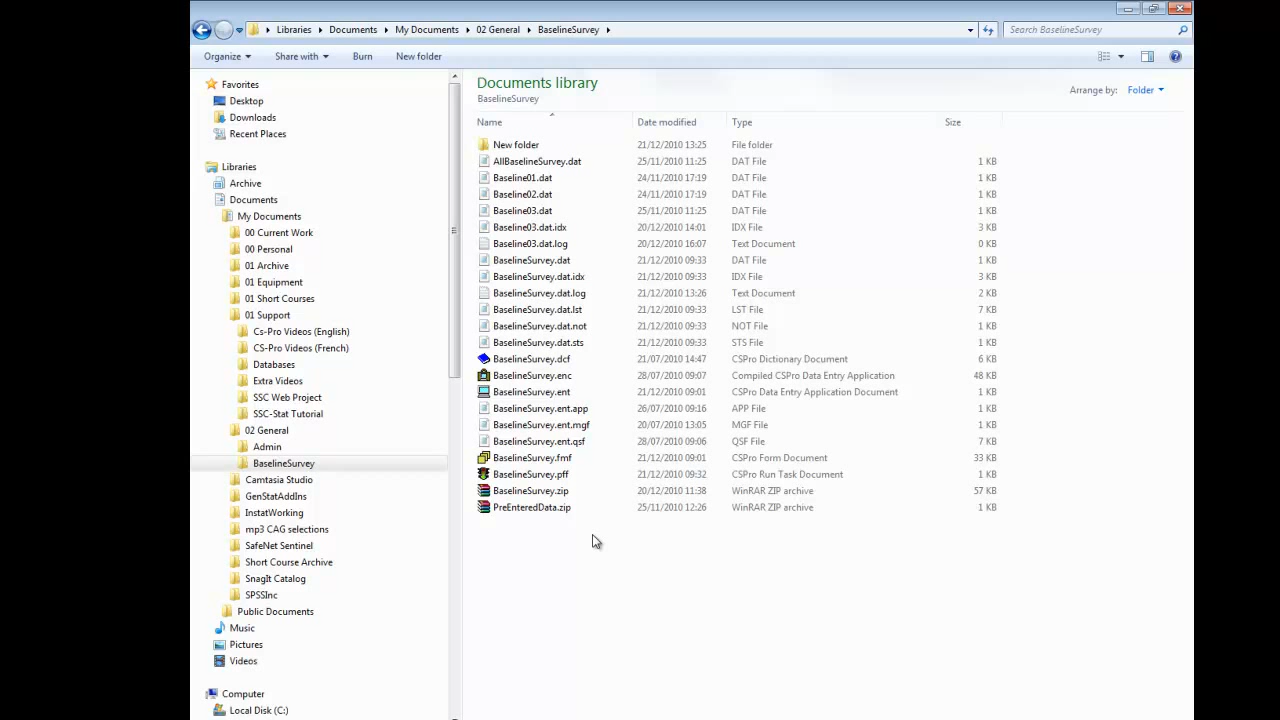 Libraries Documents My Documents 02 General BaselineSurvey
Search BaselineSurvey
Organize Share with Burn New folder
Favorites
Desktop
Downloads
Recent Places
Libraries
Archive
Documents
My Documents
00 Current Work
00 Personal
01 Archive
01 Equipment
01 Short Courses
01 Support
Cs-Pro Videos (English)
CS-Pro Videos (French)
Databases
Extra Videos
SSC Web Project
SSC-Stat Tutorial
02 General
Admin
BaselineSurvey
Camtasia Studio
GenStatAddIns
InstatWorking
mp3 CAG selections
SafeNet Sentinel
Short Course Archive
SnagIt Catalog
SPSSInc
Public Documents
Music
Pictures
Videos
Computer
Local Disk (C:)
Documents library
BaselineSurvey
Arrange by: Folder
Name Date modified Type Size
New folder 21/12/2010 13:25 File folder
AllBaselineSurvey.dat 25/11/2010 11:25 DAT File 1 KB
Baseline01.dat 24/11/2010 17:19 DAT File 1 KB
Baseline02.dat 24/11/2010 17:19 DAT File 1 KB
Baseline03.dat 25/11/2010 11:25 DAT File 1 KB
Baseline03.dat.idx 20/12/2010 14:01 IDX File 3 KB
Baseline03.dat.log 20/12/2010 16:07 Text Document 0 KB
BaselineSurvey.dat 21/12/2010 09:33 DAT File 1 KB
BaselineSurvey.dat.idx 21/12/2010 09:33 IDX File 3 KB
BaselineSurvey.dat.log 21/12/2010 13:26 Text Document 2 KB
BaselineSurvey.dat.lst 21/12/2010 09:33 LST File 1 KB
BaselineSurvey.dat.not 21/12/2010 09:33 NOT File 1 KB
BaselineSurvey.dat.sts 21/12/2010 09:33 STS File 1 KB
BaselineSurvey.dcf 21/07/2010 14:47 CSPro Dictionary Document 6 KB
BaselineSurvey.enc 28/07/2010 09:07 Compiled CSPro Data Entry Application 48 KB
BaselineSurvey.ent 21/12/2010 09:01 CSPro Data Entry Application Document 1 KB
BaselineSurvey.ent.app 26/07/2010 09:16 APP File 1 KB
BaselineSurvey.ent.mgf 20/07/2010 13:05 MGF File 1 KB
BaselineSurvey.ent.qsf 28/07/2010 09:06 QSF File 7 KB
BaselineSurvey.fmf 21/12/2010 09:01 CSPro Form Document 33 KB
BaselineSurvey.pff 21/12/2010 09:32 CSPro Run Task Document 1 KB
BaselineSurvey.zip 20/12/2010 11:38 WinRAR ZIP archive 57 KB
PreEnteredData.zip 25/11/2010 12:26 WinRAR ZIP archive 1 KB